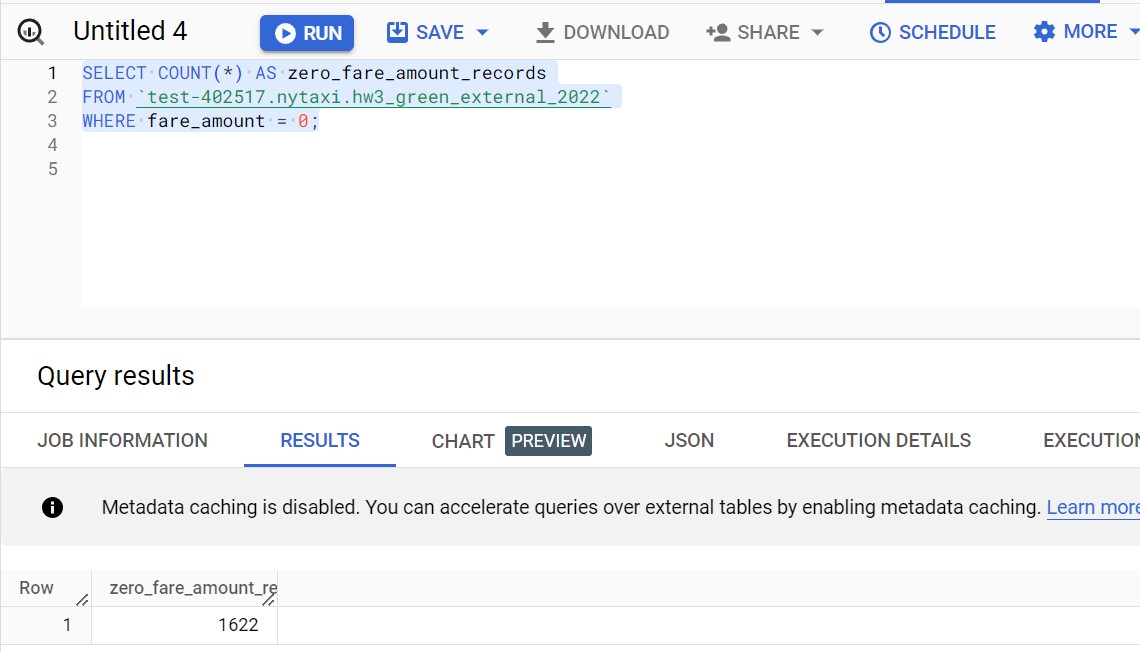 Untitled 4 RUN SAVE DOWNLOAD SHARE SCHEDULE MORE
1 SELECT COUNT(*) AS zero_fare_amount_records
2 FROM `test-402517.nytaxi.hw3_green_external_2022`
3 WHERE fare_amount = 0;
4
5
Query results
JOB INFORMATION RESULTS CHART PREVIEW JSON EXECUTION DETAILS EXECUTION
Metadata caching is disabled. You can accelerate queries over external tables by enabling metadata caching. Learn more
Row zero_fare_amount_re
1 1622